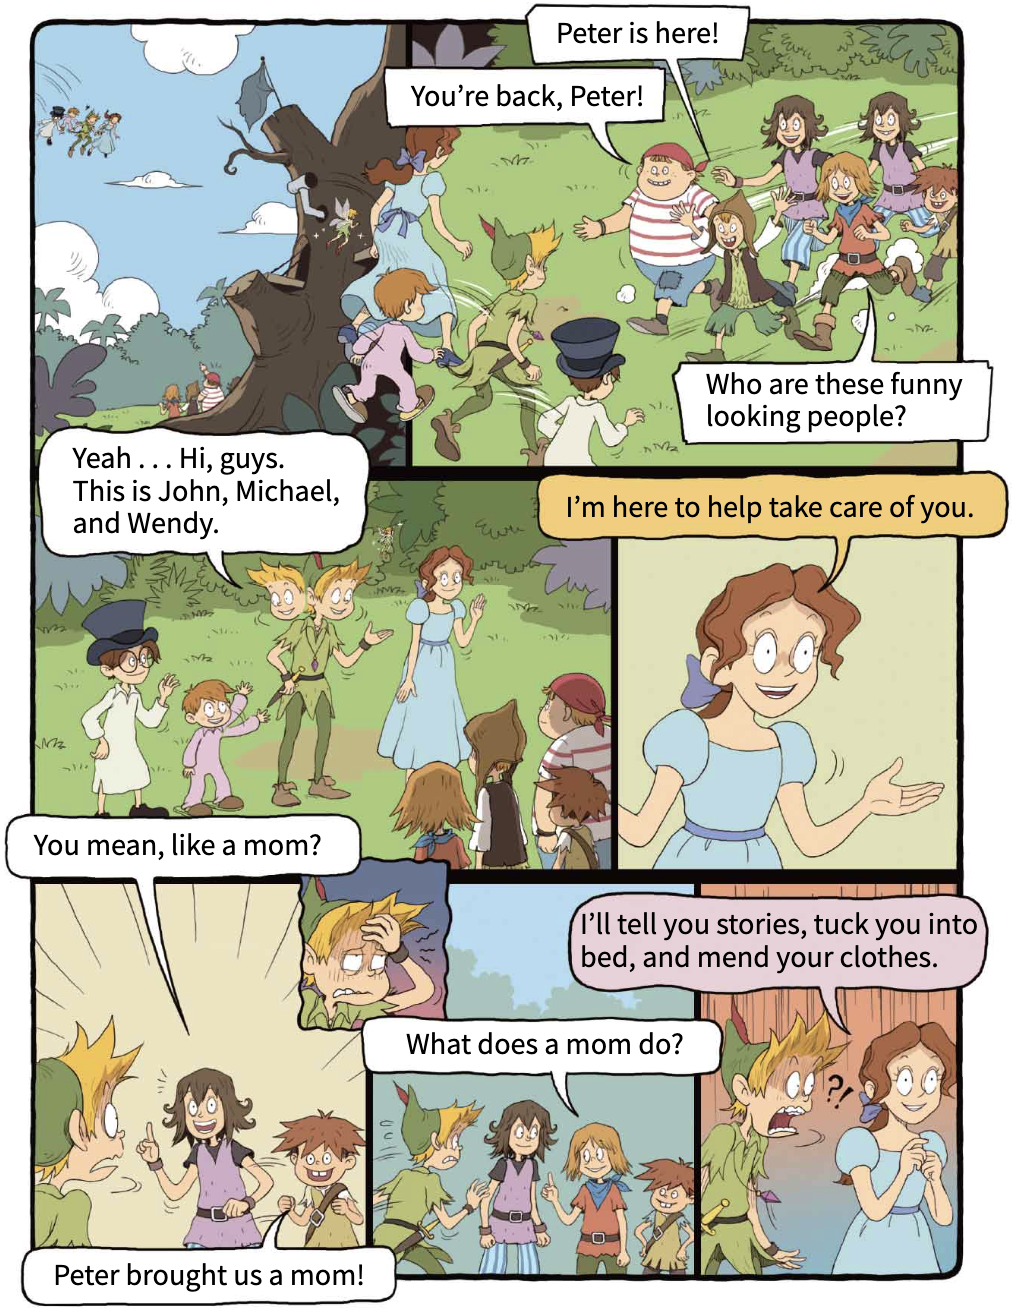 Peter is here!
You're back, Peter!
Who are these funny
looking people?
Yeah . . . Hi, guys.
This is John, Michael,
and Wendy.
I'm here to help take care of you.
You mean, like a mom?
Peter brought us a mom!
What does a mom do?
I'll tell you stories, tuck you into
bed, and mend your clothes.
?!